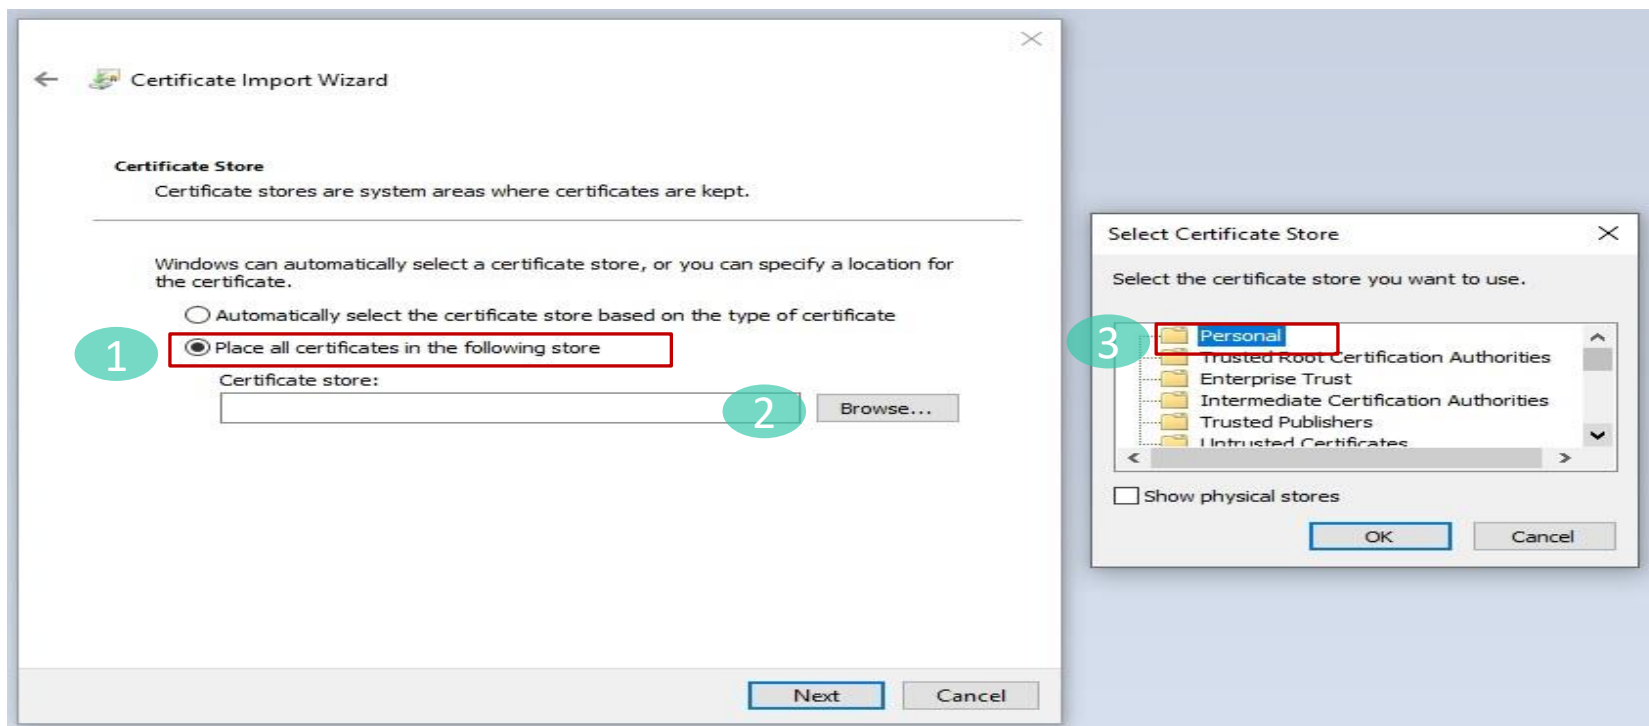 Certificate Import Wizard
Certificate Store
Certificate stores are system areas where certificates are kept.
Windows can automatically select a certificate store, or you can specify a location for
the certificate.
Automatically select the certificate store based on the type of certificate
1
Place all certificates in the following store
Certificate store:
2
Browse...
Next
Cancel
Select Certificate Store
Select the certificate store you want to use.
3
Personal
Trusted Root Certification Authorities
Enterprise Trust
Intermediate Certification Authorities
Trusted Publishers
Untrusted Certificates
Show physical stores
OK
Cancel